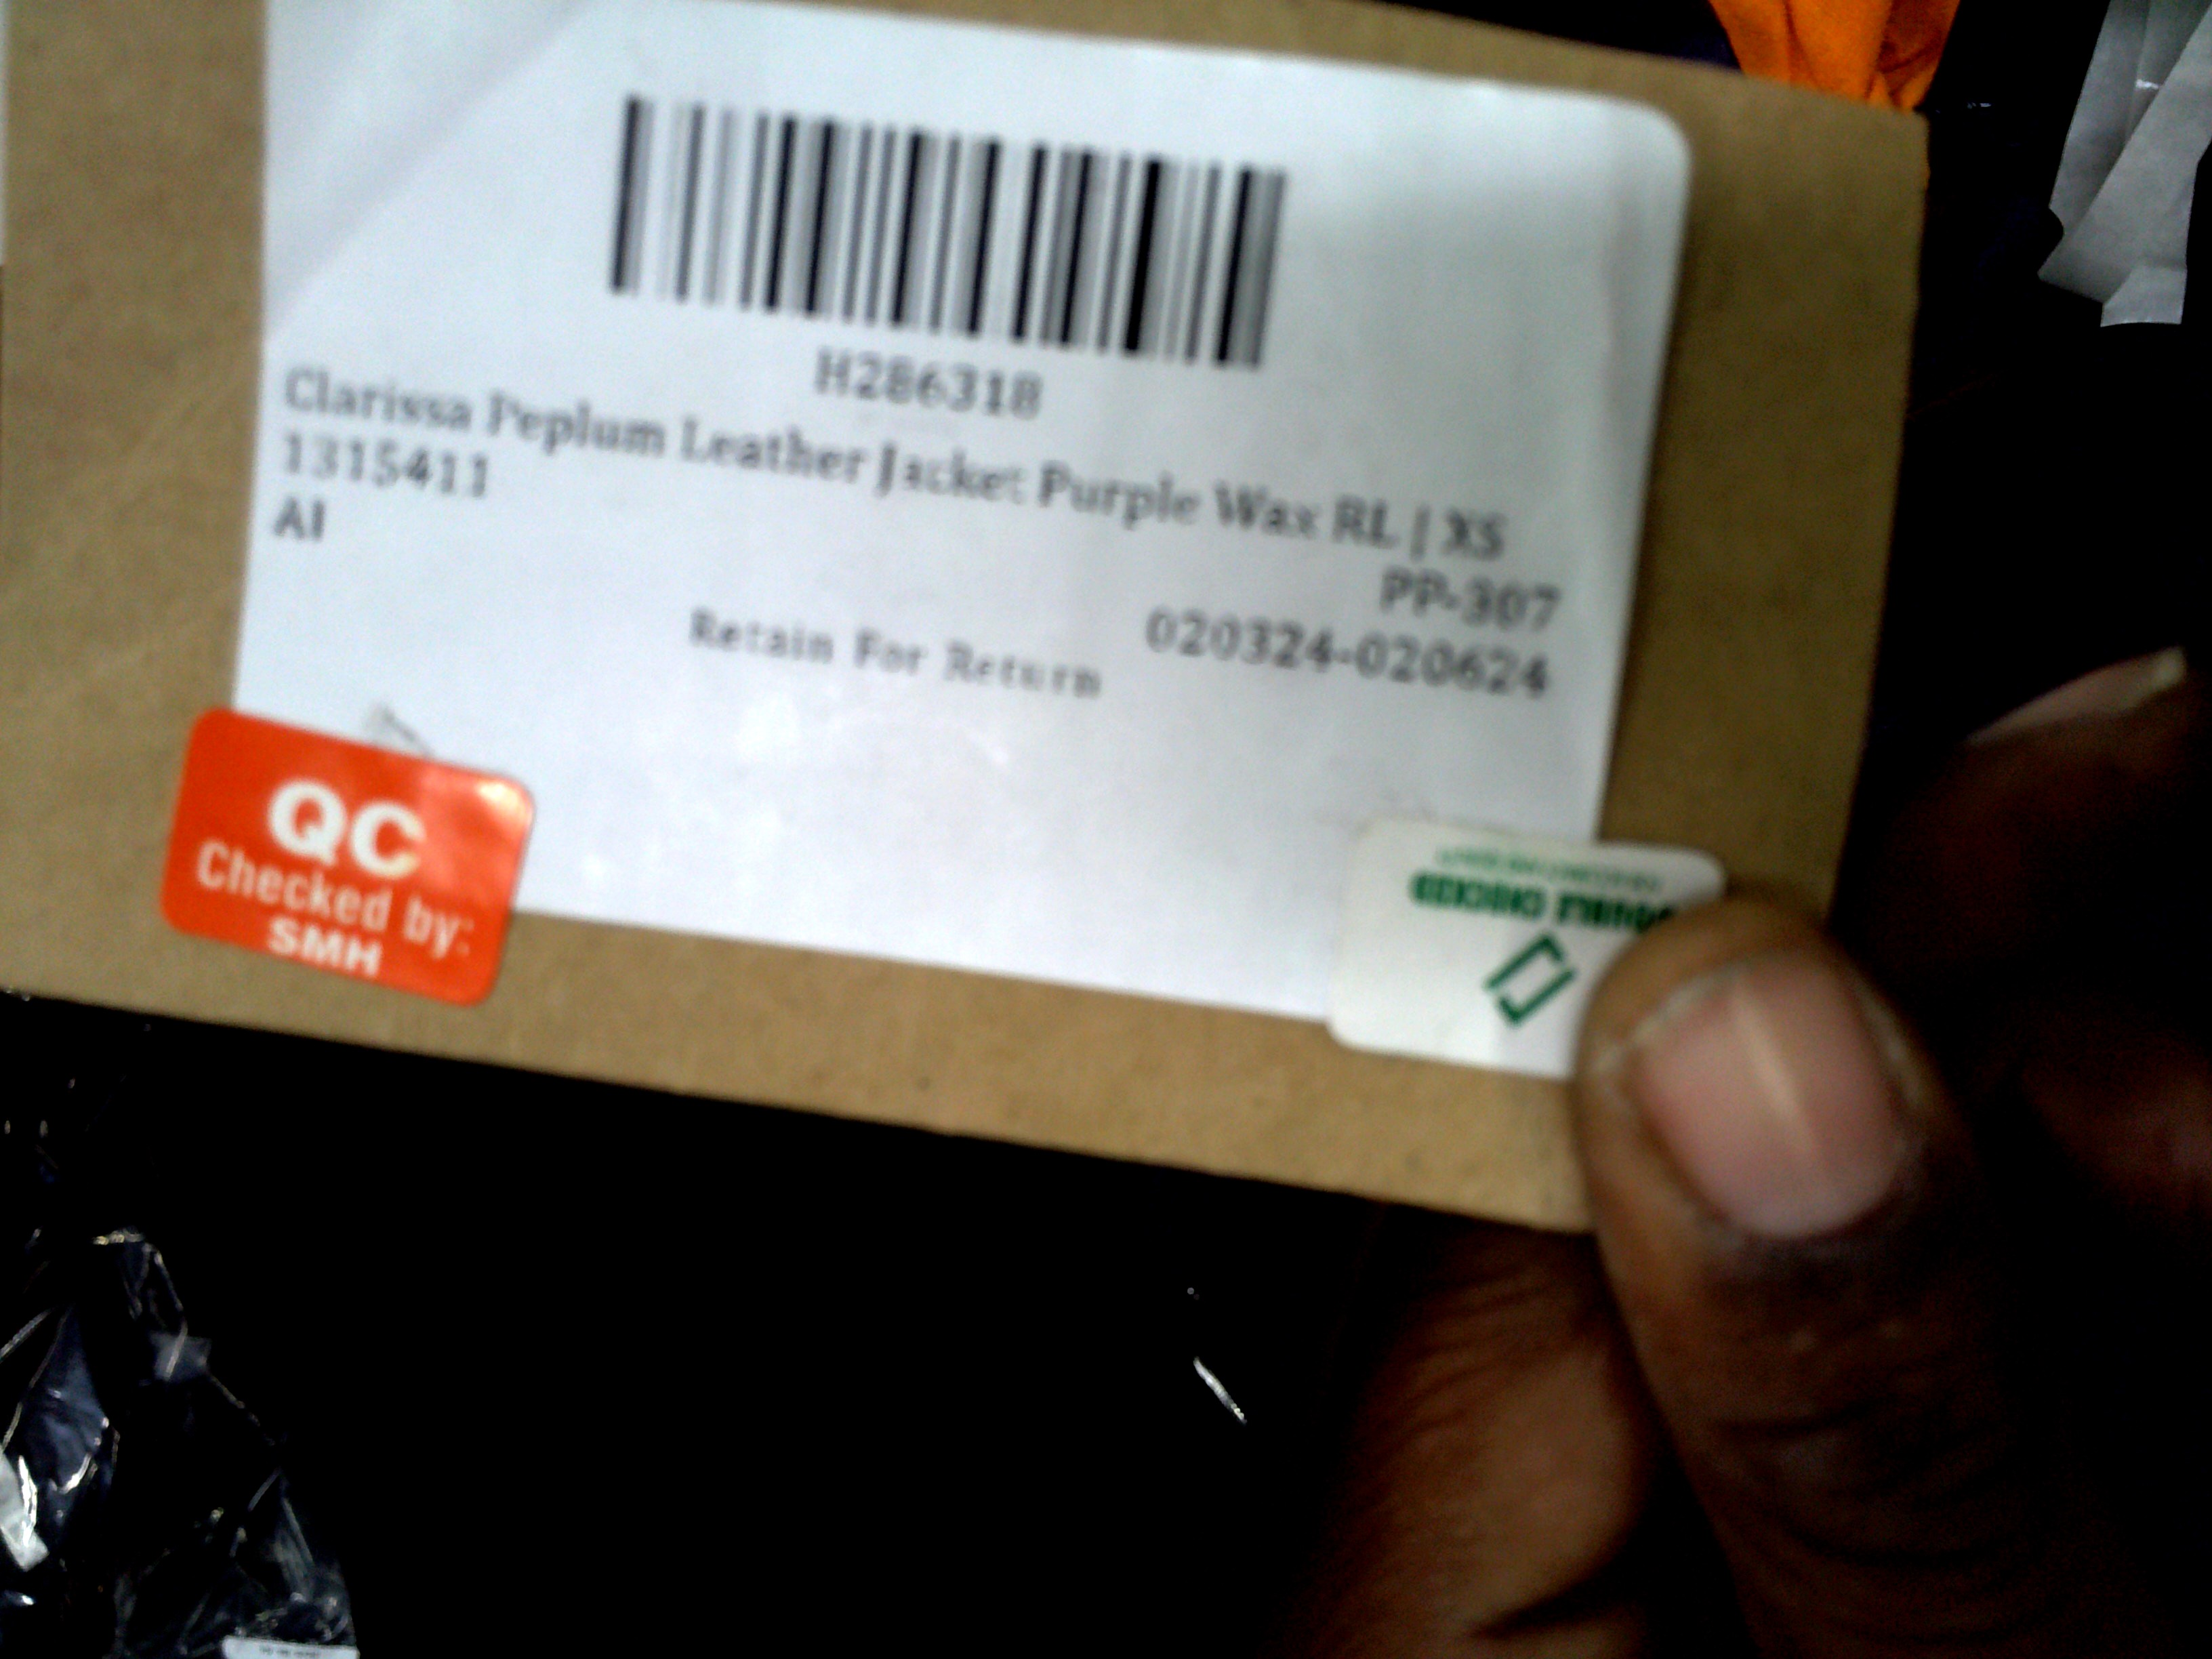 H286318
Clarissa Peplum Leather Jacket Purple Wax RL | XS
1315411
AI
PP-307
020324-020624
Retain For Return
QC
Checked by:
SMH
CHECKED